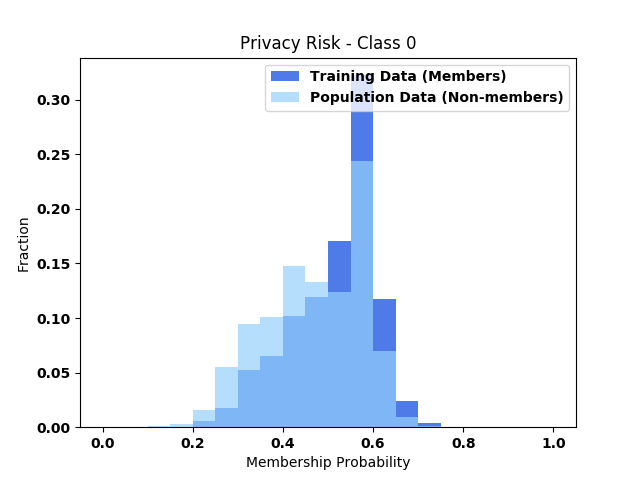 Privacy Risk - Class 0
Training Data (Members)
Population Data (Non-members)
0.30
0.25
0.20
0.15
0.10
0.05
0.00
Fraction
0.0 0.2 0.4 0.6 0.8 1.0
Membership Probability